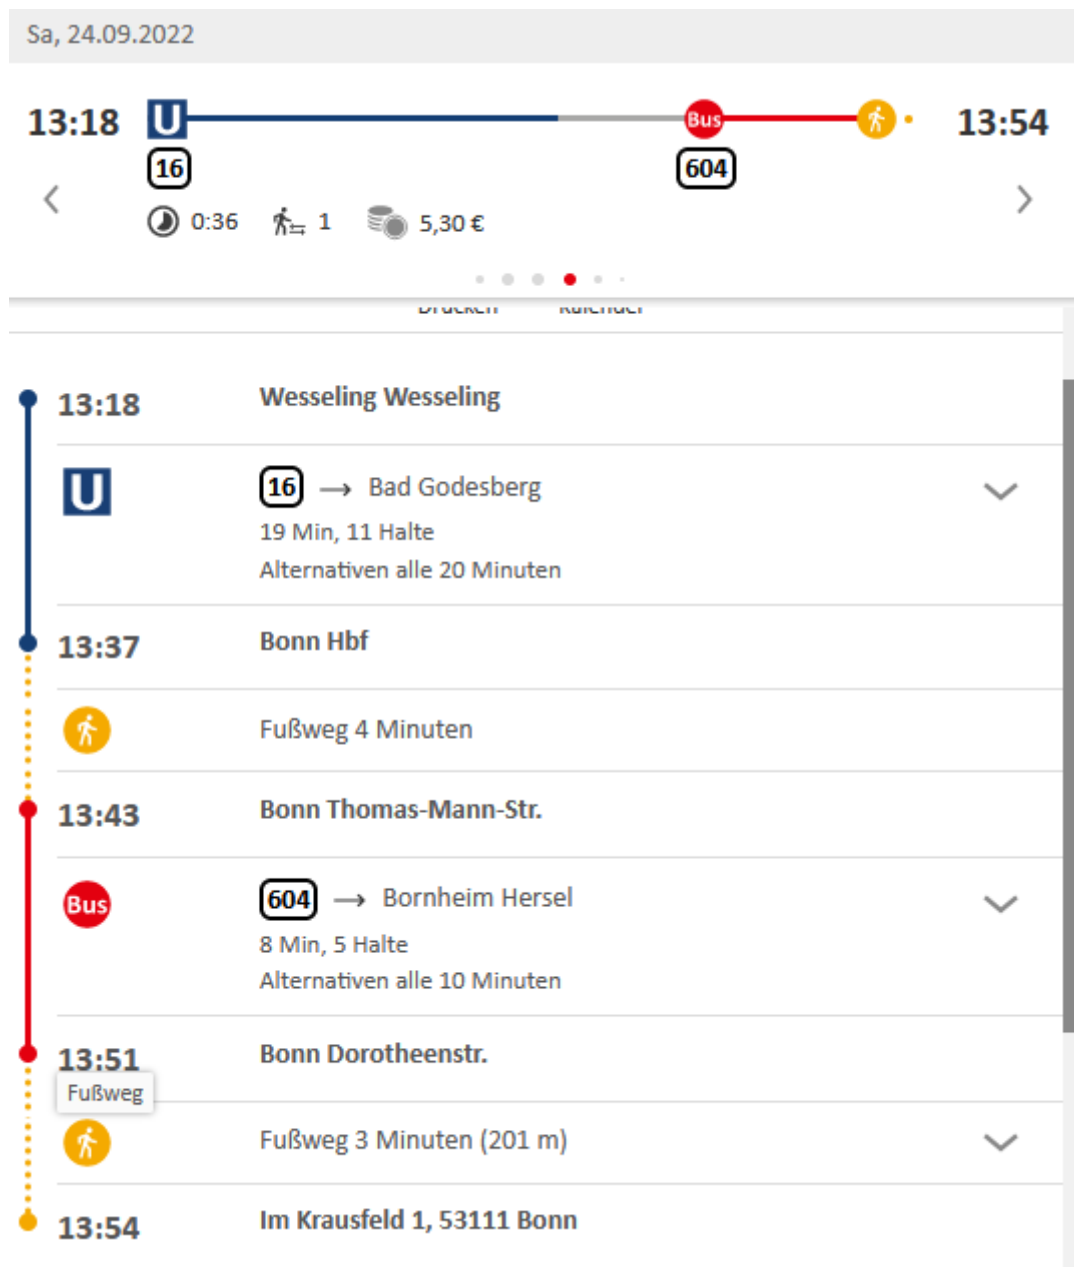 Sa, 24.09.2022
13:18 U Bus 13:54
16 604
0:36 1 5,30 €
Drucken Kalender
13:18 Wesseling Wesseling
U 16 → Bad Godesberg
19 Min, 11 Halte
Alternativen alle 20 Minuten
13:37 Bonn Hbf
Fußweg 4 Minuten
13:43 Bonn Thomas-Mann-Str.
Bus 604 → Bornheim Hersel
8 Min, 5 Halte
Alternativen alle 10 Minuten
13:51 Bonn Dorotheenstr.
Fußweg
Fußweg 3 Minuten (201 m)
13:54 Im Krausfeld 1, 53111 Bonn